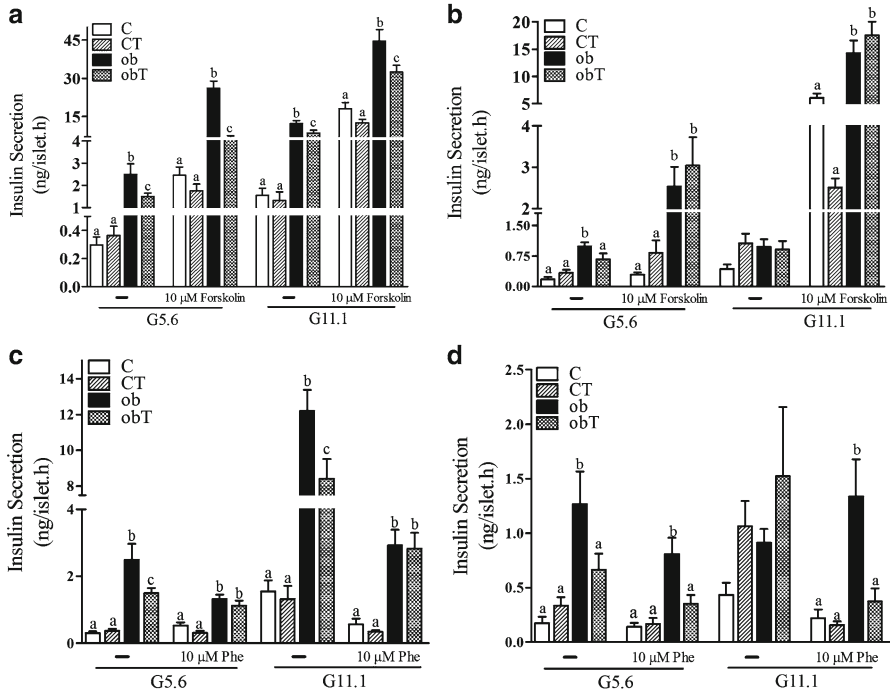 a
C
CT
ob
obT
Insulin Secretion
(ng/islet.h)
45
30
15
4
3
2
1
0.4
0.2
0.0
a a b c
a a b c
a a b c
a a b c
– 10 µM Forskolin – 10 µM Forskolin
G5.6 G11.1
b
C
CT
ob
obT
Insulin Secretion
(ng/islet.h)
20
15
10
5
4
3
2
1.50
0.75
0.00
a a b a
a a b b
a a b b
– 10 µM Forskolin – 10 µM Forskolin
G5.6 G11.1
c
C
CT
ob
obT
Insulin Secretion
(ng/islet.h)
14
12
10
8
4
2
0
a a b c
a a b b
a a b c
a a b b
– 10 µM Phe – 10 µM Phe
G5.6 G11.1
d
C
CT
ob
obT
Insulin Secretion
(ng/islet.h)
2.5
2.0
1.5
1.0
0.5
0.0
a a b a
a a b a
a a b a
– 10 µM Phe – 10 µM Phe
G5.6 G11.1